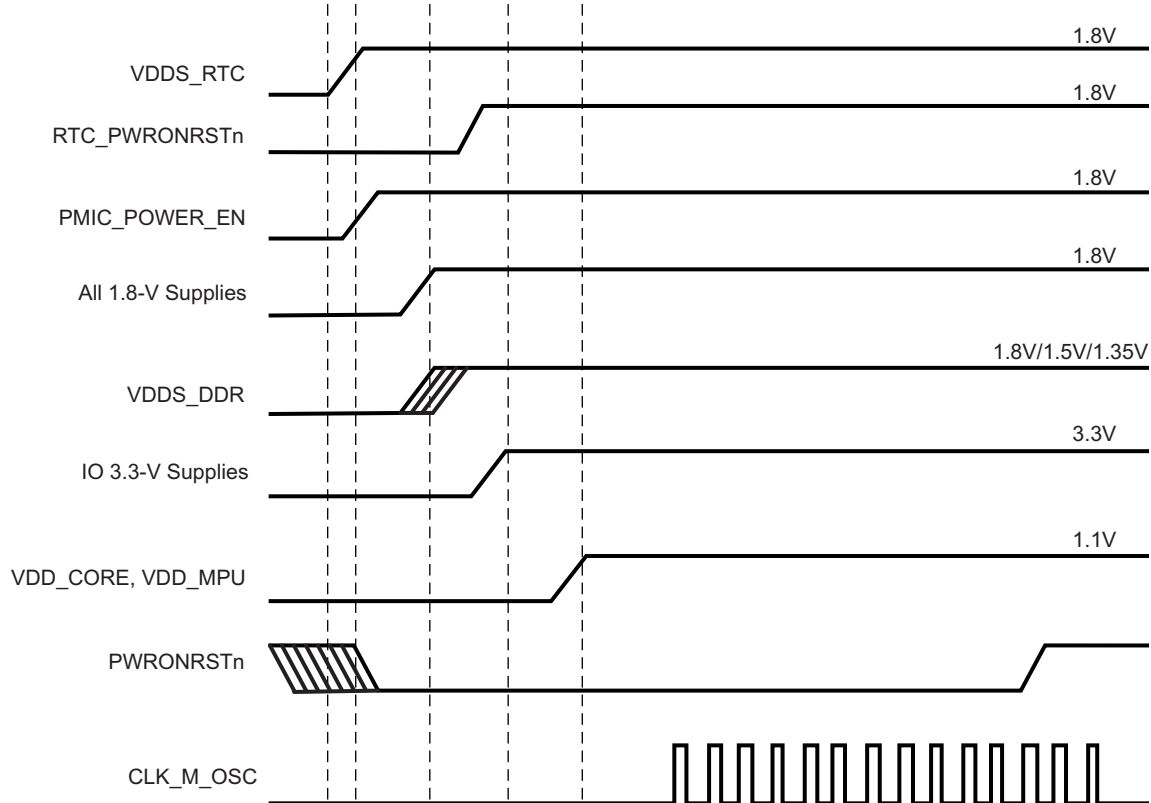 1.8V
VDDS_RTC
1.8V
RTC_PWRONRSTn
1.8V
PMIC_POWER_EN
1.8V
All 1.8-V Supplies
1.8V/1.5V/1.35V
VDDS_DDR
3.3V
IO 3.3-V Supplies
1.1V
VDD_CORE, VDD_MPU
PWRONRSTn
CLK_M_OSC